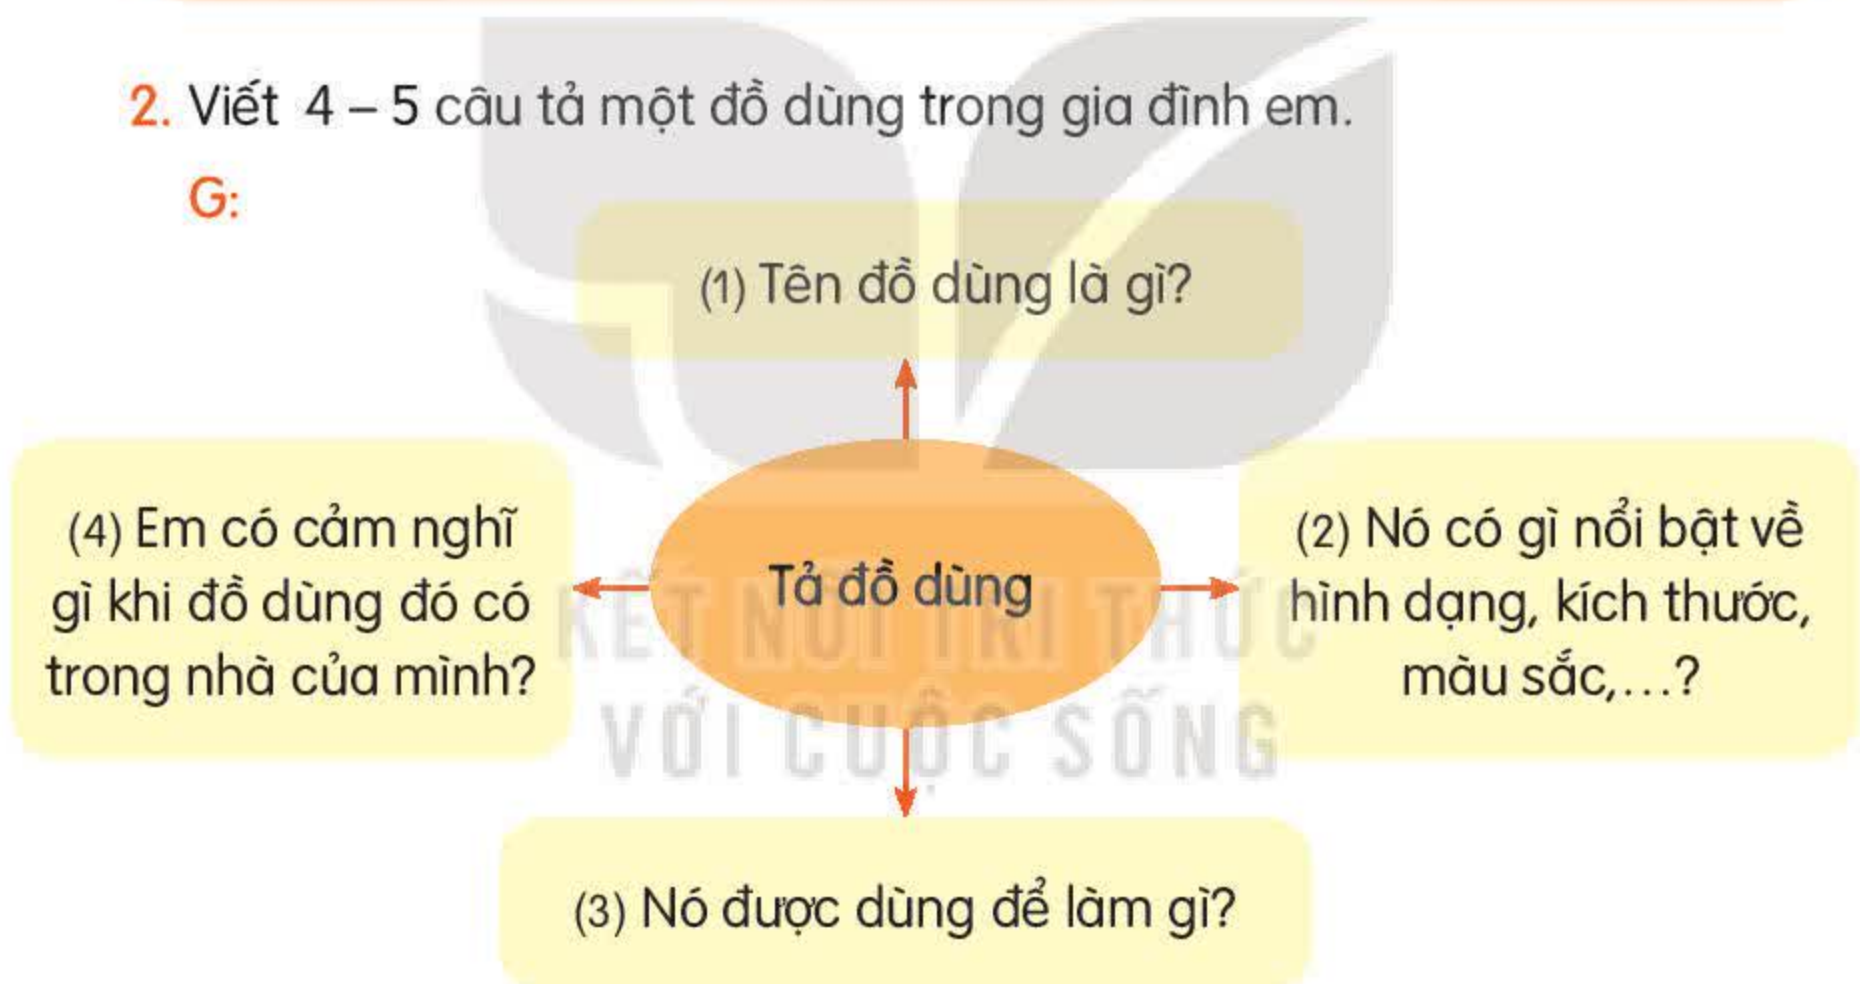 2. Viết 4 – 5 câu tả một đồ dùng trong gia đình em.
G:
(1) Tên đồ dùng là gì?
(4) Em có cảm nghĩ
gì khi đồ dùng đó có
trong nhà của mình?
Tả đồ dùng
(2) Nó có gì nổi bật về
hình dạng, kích thước,
màu sắc,...?
KẾT NỐI TRI THỨC
VỚI CUỘC SỐNG
(3) Nó được dùng để làm gì?